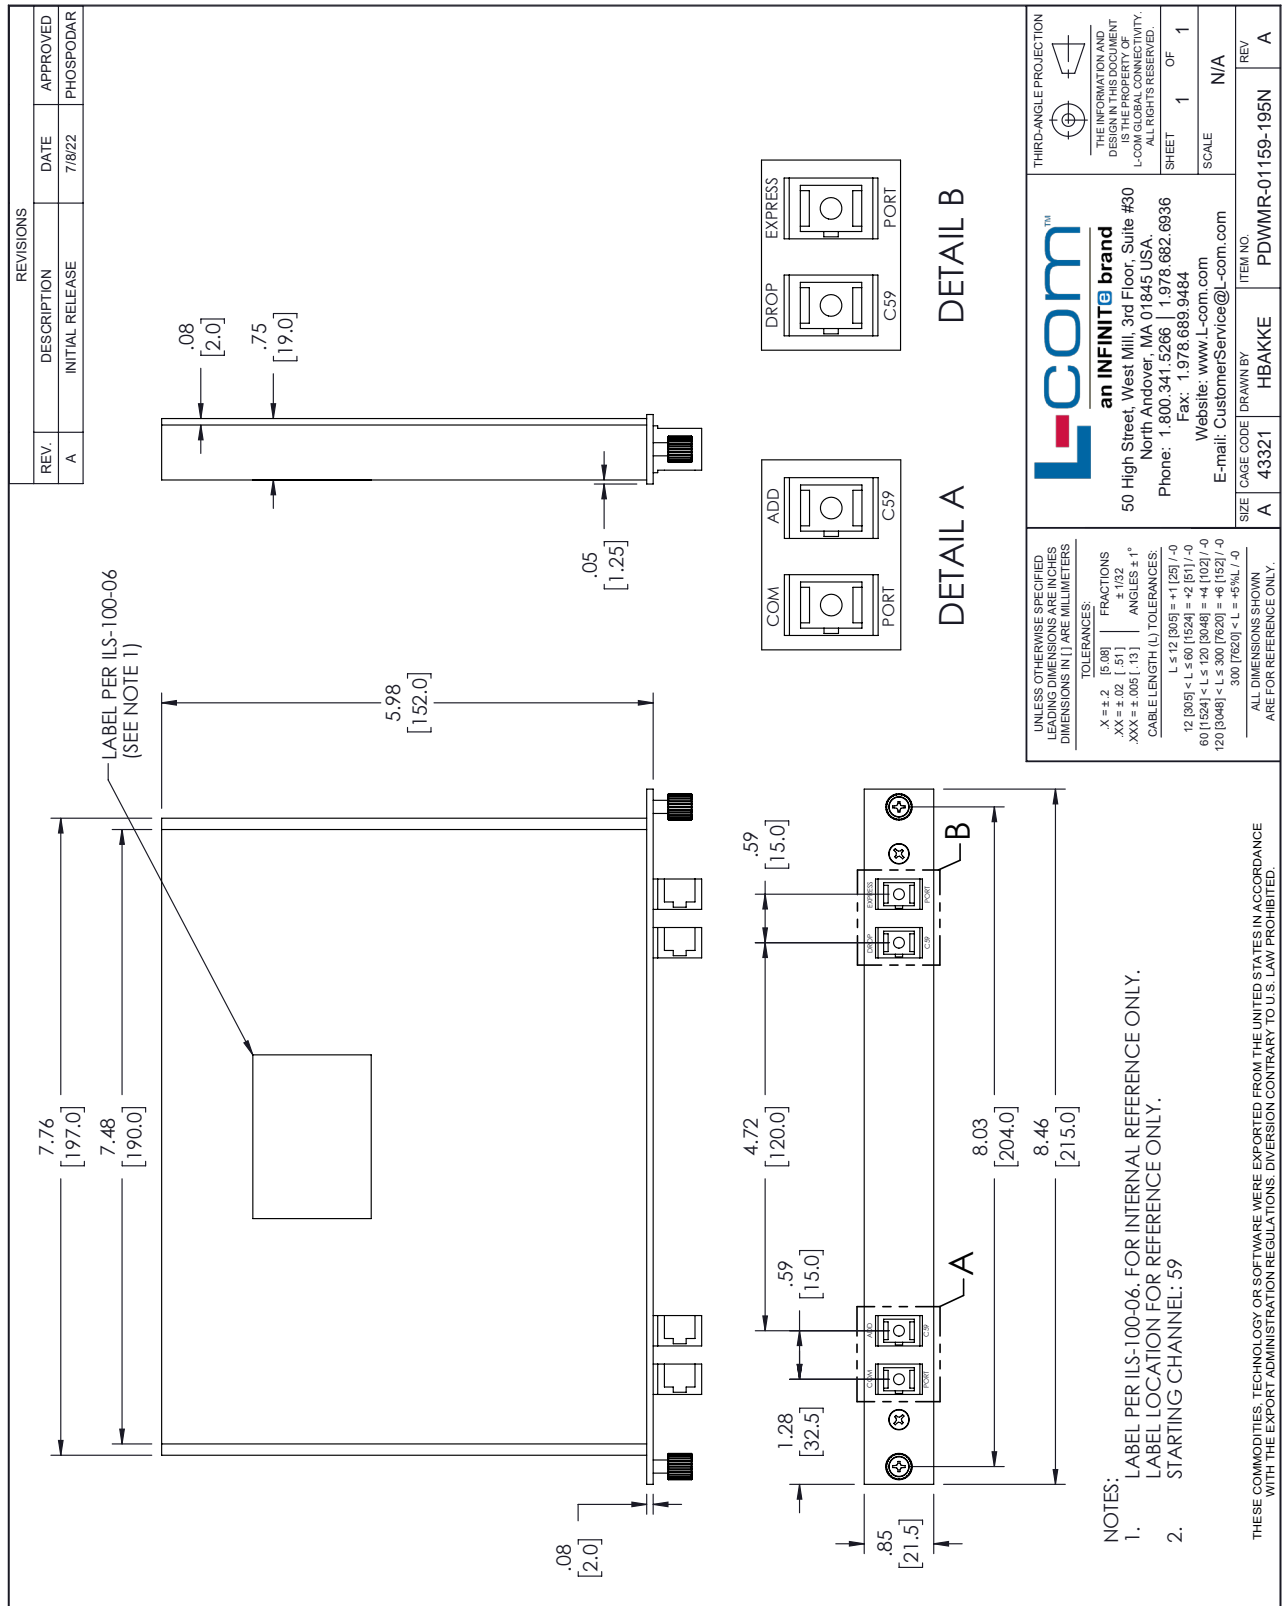 REVISIONS
REV. DESCRIPTION DATE APPROVED
A INITIAL RELEASE 7/8/22 PHOSPODAR
LABEL PER ILS-100-06
(SEE NOTE 1)
7.76
[197.0]
7.48
[190.0]
5.98
[152.0]
.08
[2.0]
.75
[19.0]
.05
[1.25]
.08
[2.0]
1.28
[32.5]
.59
[15.0]
4.72
[120.0]
.59
[15.0]
.85
[21.5]
COM
PORT
ADD
C59
DROP
C59
EXPRESS
PORT
A
B
8.03
[204.0]
8.46
[215.0]
COM ADD
PORT C59
DETAIL A
DROP EXPRESS
C59 PORT
DETAIL B
NOTES:
1. LABEL PER ILS-100-06. FOR INTERNAL REFERENCE ONLY.
LABEL LOCATION FOR REFERENCE ONLY.
2. STARTING CHANNEL: 59
THESE COMMODITIES, TECHNOLOGY OR SOFTWARE WERE EXPORTED FROM THE UNITED STATES IN ACCORDANCE
WITH THE EXPORT ADMINISTRATION REGULATIONS. DIVERSION CONTRARY TO U.S. LAW PROHIBITED.
UNLESS OTHERWISE SPECIFIED
LEADING DIMENSIONS ARE INCHES
DIMENSIONS IN [ ] ARE MILLIMETERS
TOLERANCES:
.X = ± .2 [5.08] FRACTIONS
.XX = ± .02 [ .51] ± 1/32
.XXX = ± .005 [ .13] ANGLES ± 1°
CABLE LENGTH (L) TOLERANCES:
L ≤ 12 [305] = +1 [25] / -0
12 [305] < L ≤ 60 [1524] = +2 [51] / -0
60 [1524] < L ≤ 120 [3048] = +4 [102] / -0
120 [3048] < L ≤ 300 [7620] = +6 [152] / -0
300 [7620] < L = +5%L / -0
ALL DIMENSIONS SHOWN
ARE FOR REFERENCE ONLY.
L-com™
an INFINITe brand
50 High Street, West Mill, 3rd Floor, Suite #30
North Andover, MA 01845 USA.
Phone: 1.800.341.5266 | 1.978.682.6936
Fax: 1.978.689.9484
Website: www.L-com.com
E-mail: CustomerService@L-com.com
THIRD-ANGLE PROJECTION
THE INFORMATION AND
DESIGN IN THIS DOCUMENT
IS THE PROPERTY OF
L-COM GLOBAL CONNECTIVITY.
ALL RIGHTS RESERVED.
SHEET 1 OF 1
SCALE N/A
SIZE A
CAGE CODE 43321
DRAWN BY HBAKKE
ITEM NO. PDWMR-01159-195N
REV A